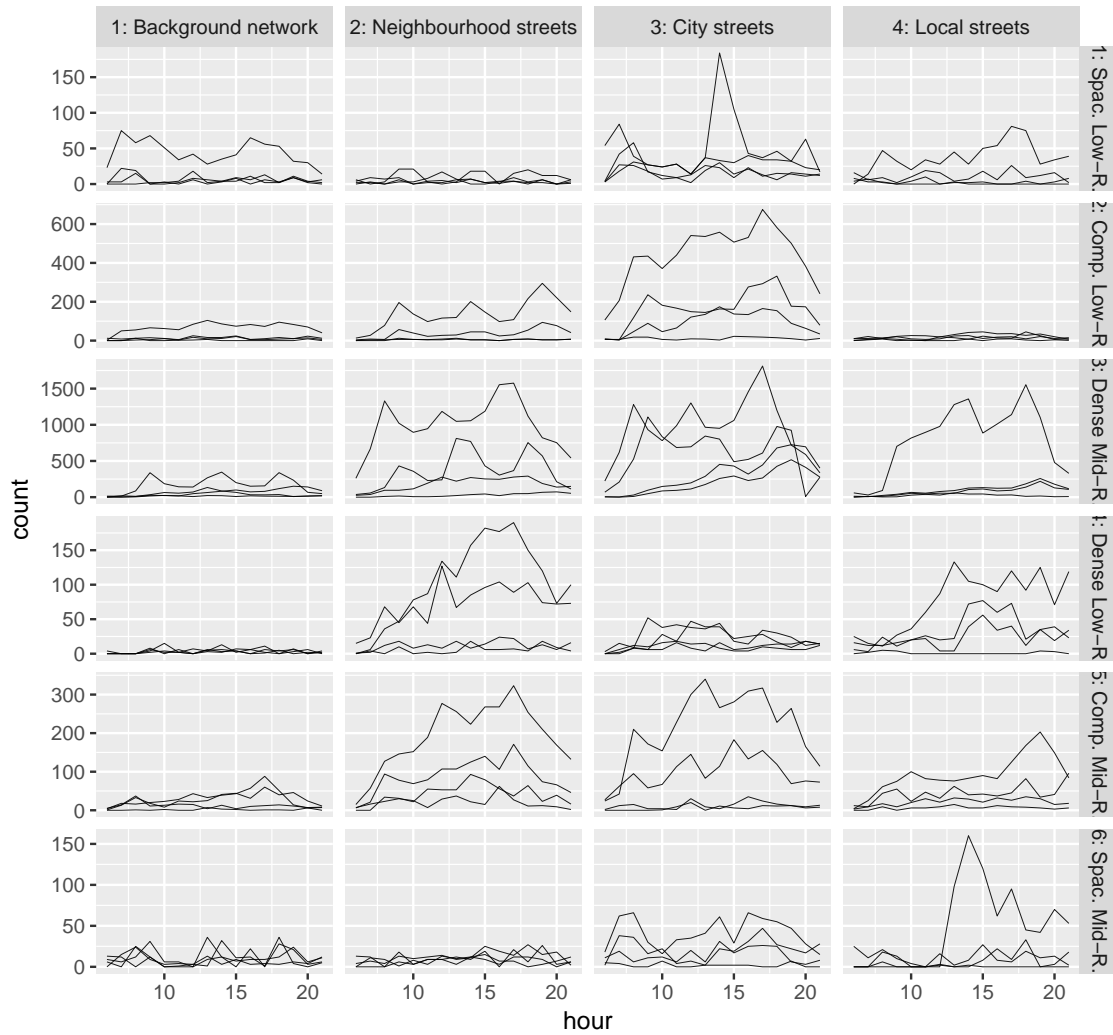 1: Background network 2: Neighbourhood streets 3: City streets 4: Local streets
150
100
50
0
1: Spac. Low−R.
600
400
200
0
2: Comp. Low−R
1500
1000
500
0
3: Dense Mid−R
150
100
50
0
4: Dense Low−R
300
200
100
0
5: Comp. Mid−R
150
100
50
0
6: Spac. Mid−R.
10 15 20 10 15 20 10 15 20 10 15 20
hour
count